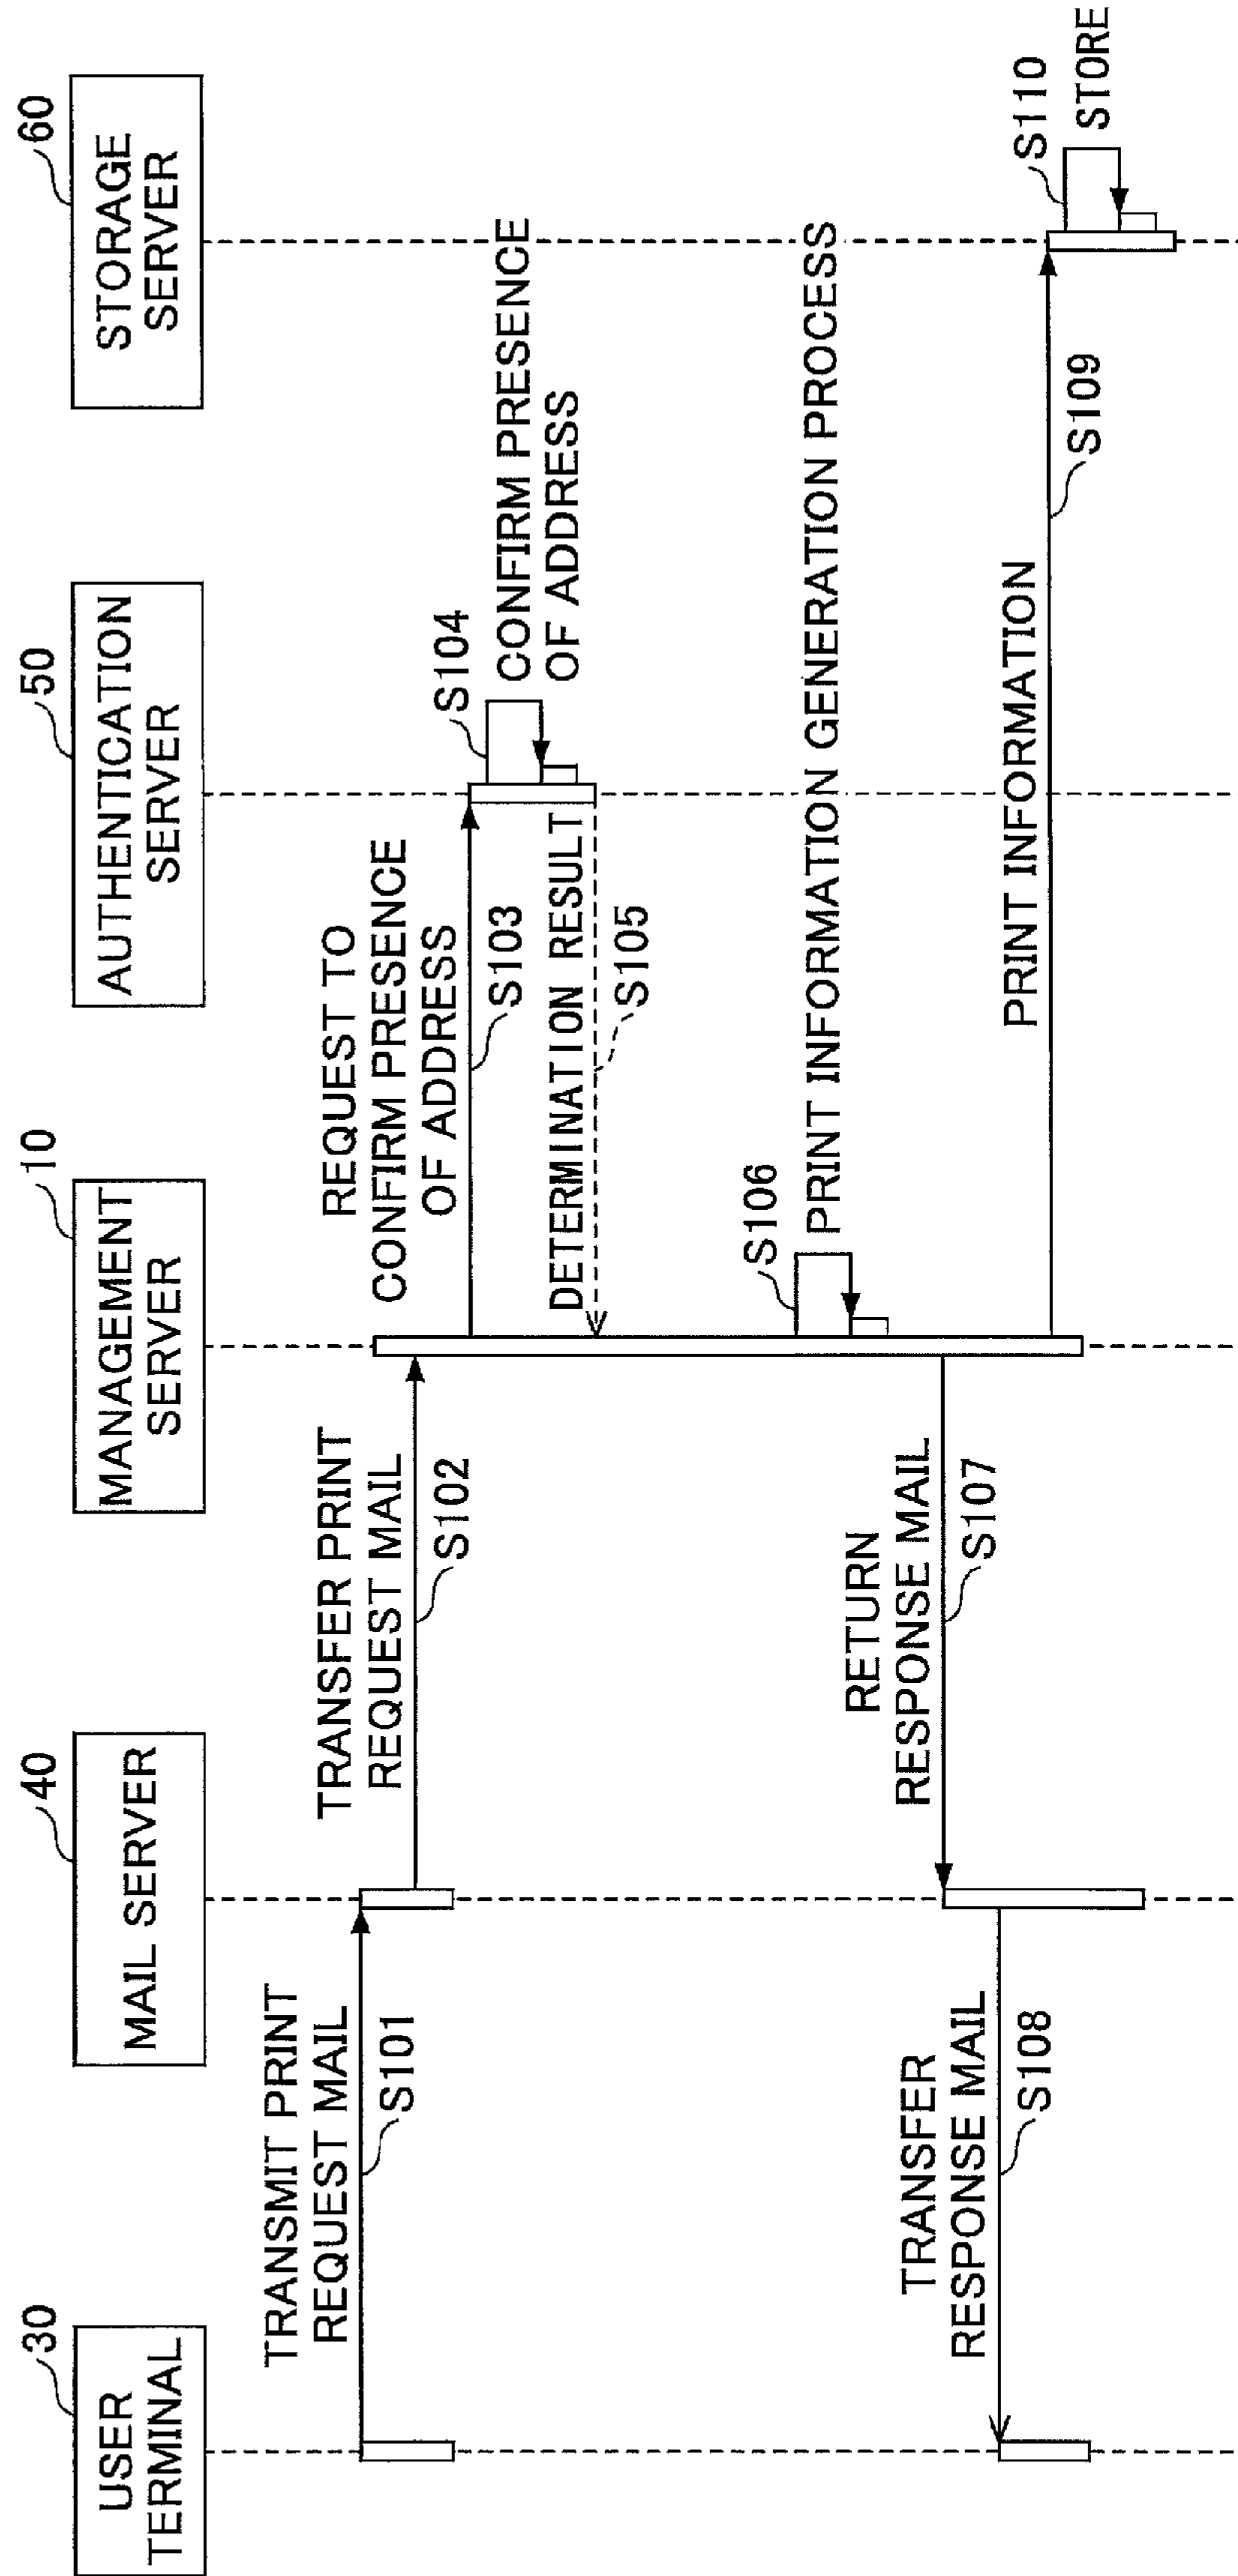 30
USER
TERMINAL
40
MAIL SERVER
10
MANAGEMENT
SERVER
50
AUTHENTICATION
SERVER
60
STORAGE
SERVER
TRANSMIT PRINT
REQUEST MAIL
S101
TRANSFER PRINT
REQUEST MAIL
S102
REQUEST TO
CONFIRM PRESENCE
OF ADDRESS
S103
S104
CONFIRM PRESENCE
OF ADDRESS
DETERMINATION RESULT
S105
S106
PRINT INFORMATION GENERATION PROCESS
RETURN
RESPONSE MAIL
S107
TRANSFER
RESPONSE MAIL
S108
PRINT INFORMATION
S109
S110
STORE